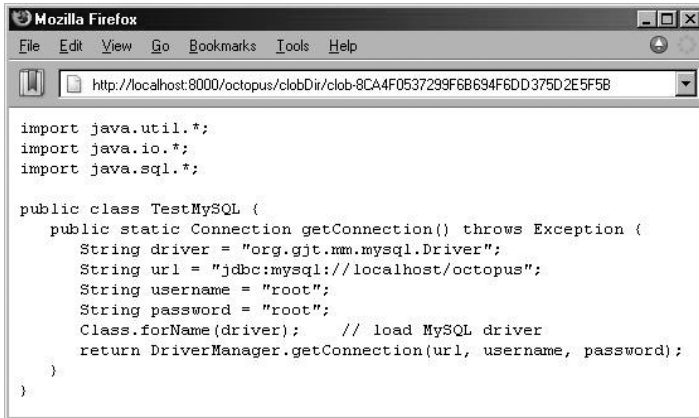 Mozilla Firefox
File Edit View Go Bookmarks Tools Help
http://localhost:8000/octopus/clobDir/clob-8CA4F0537299F6B694F6DD375D2E5F5B
import java.util.*;
import java.io.*;
import java.sql.*;
public class TestMySQL {
public static Connection getConnection() throws Exception {
String driver = "org.gjt.mm.mysql.Driver";
String url = "jdbc:mysql://localhost/octopus";
String username = "root";
String password = "root";
Class.forName(driver); // load MySQL driver
return DriverManager.getConnection(url, username, password);
}
}